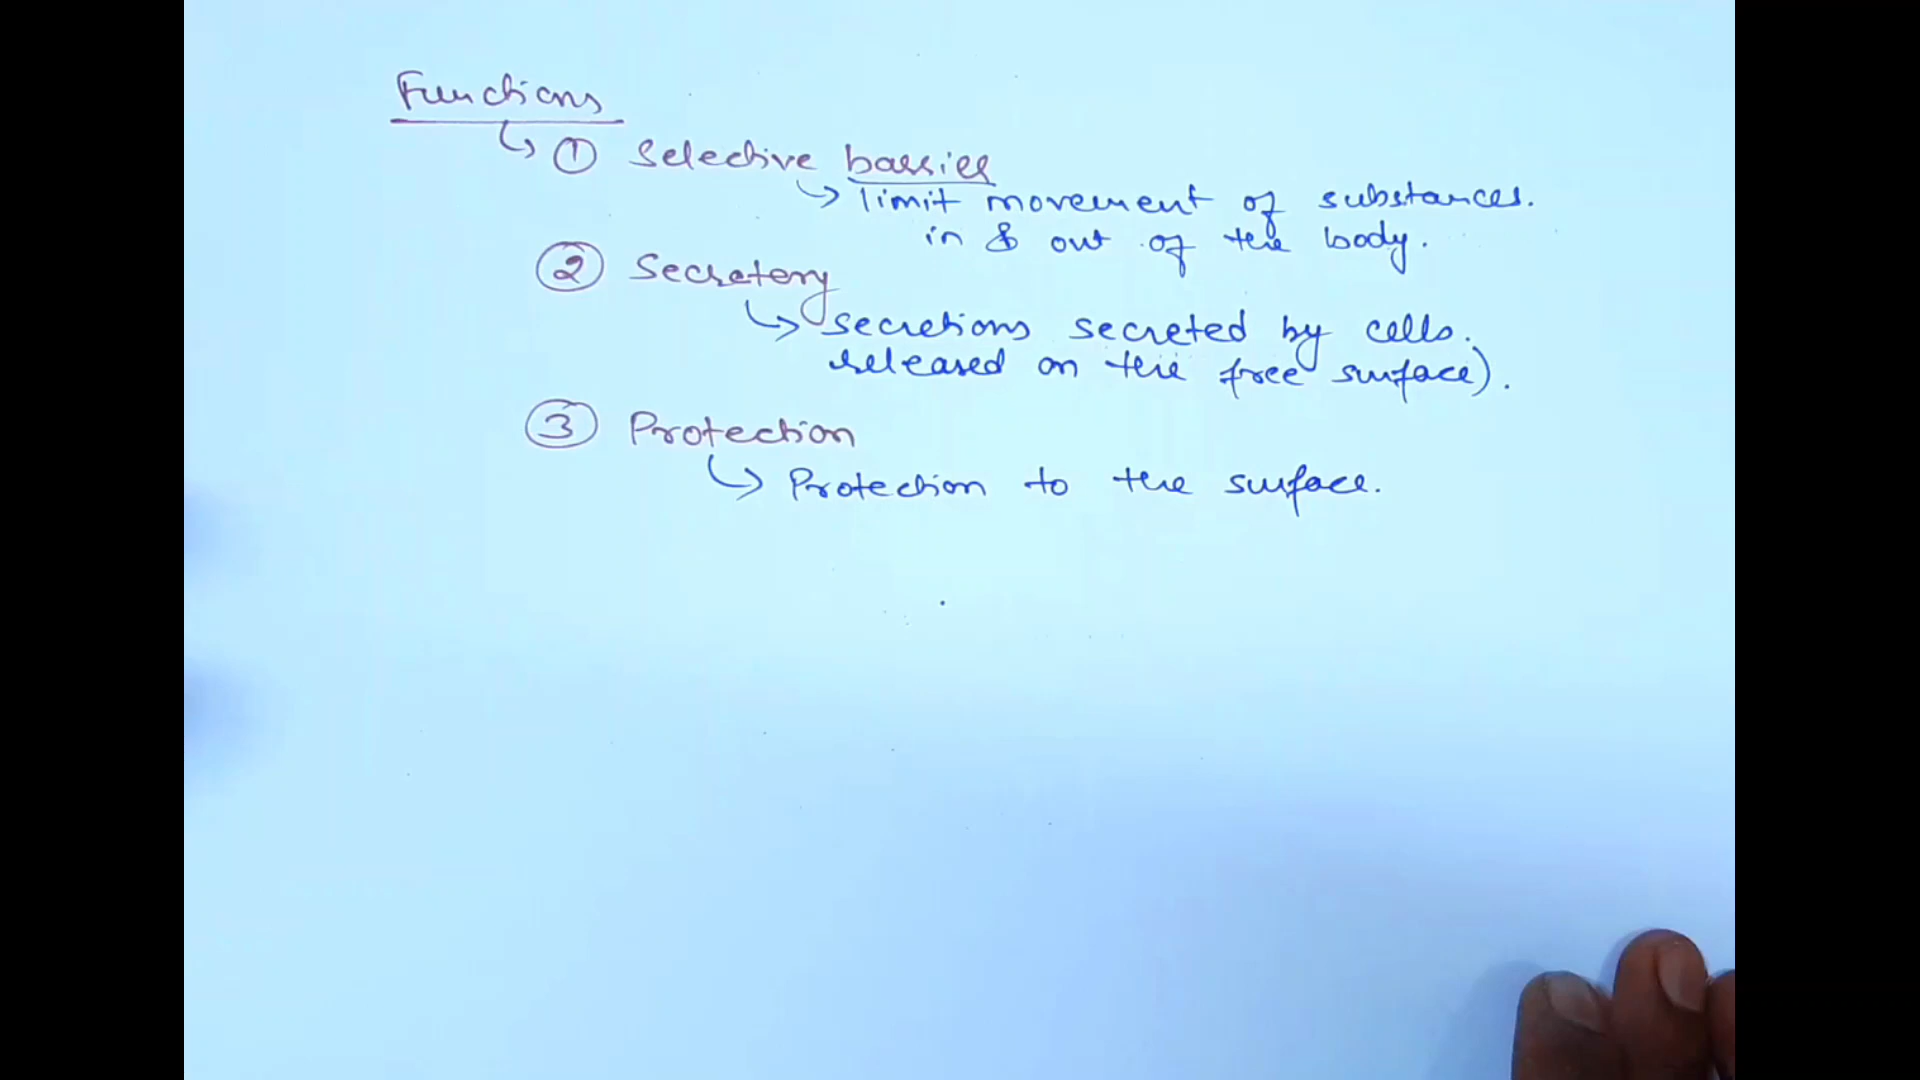 Functions
↳ ① Selective barrier
↳ limit movement of substances.
in & out of the body.
② Secretory
↳ secretions secreted by cells.
released on the free surface).
③ Protection
↳ Protection to the surface.